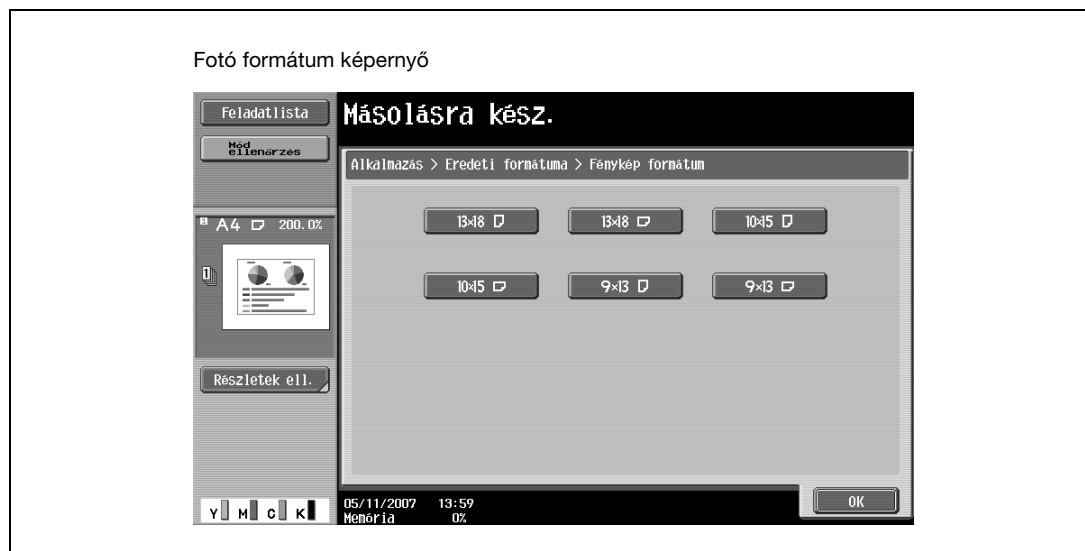 Fotó formátum képernyő
Feladatlista
Másolásra kész.
Mód
ellenőrzés
Alkalmazás > Eredeti formátuma > Fénykép formátum
A4 200.0%
13×18
13×18
10×15
1
10×15
9×13
9×13
Részletek ell.
Y M C K
05/11/2007 13:59
Memória 0%
OK